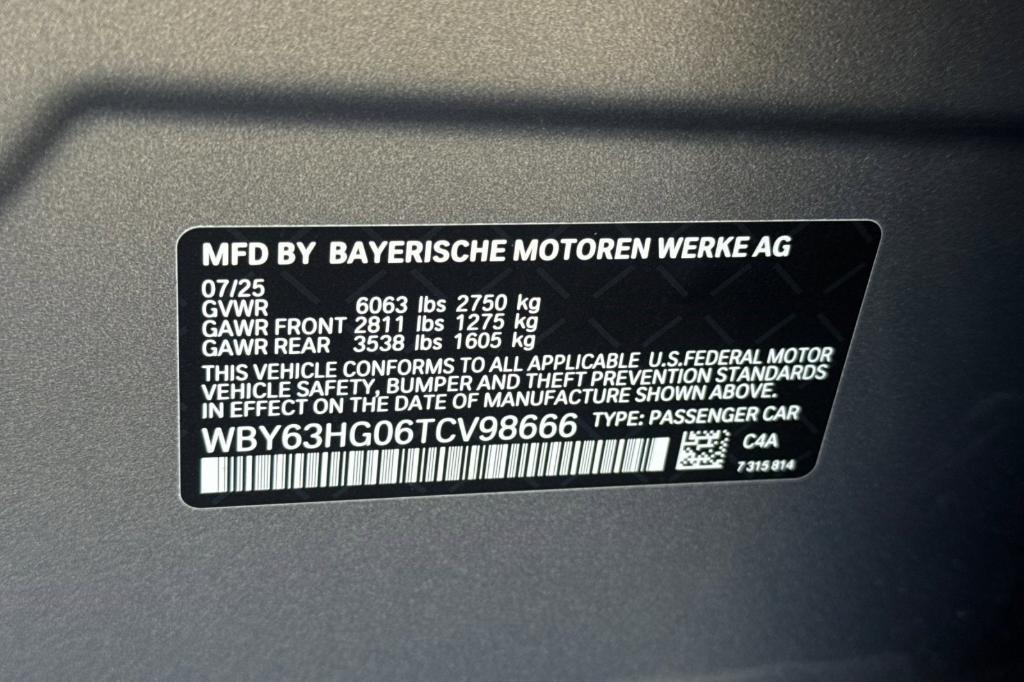 MFD BY BAYERISCHE MOTOREN WERKE AG
07/25
GVWR 6063 lbs 2750 kg
GAWR FRONT 2811 lbs 1275 kg
GAWR REAR 3538 lbs 1605 kg
THIS VEHICLE CONFORMS TO ALL APPLICABLE U.S.FEDERAL MOTOR
VEHICLE SAFETY, BUMPER AND THEFT PREVENTION STANDARDS
IN EFFECT ON THE DATE OF MANUFACTURE SHOWN ABOVE.
WBY63HG06TCV98666 TYPE: PASSENGER CAR
C4A
7 315 814